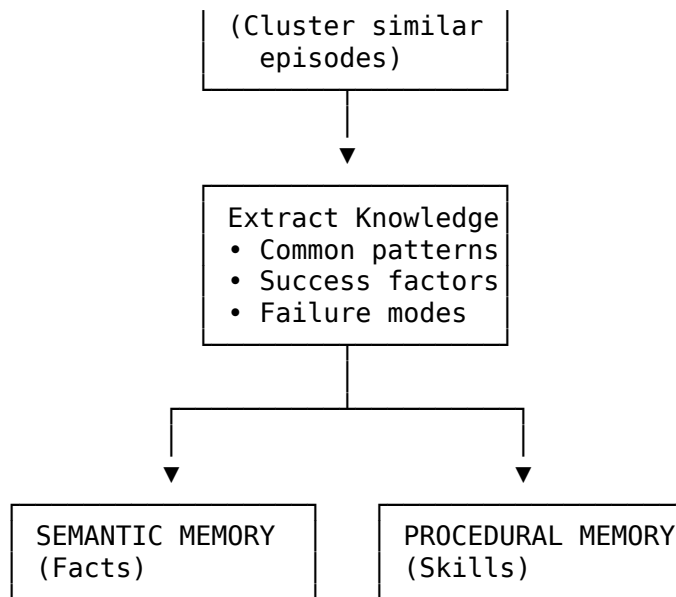 (Cluster similar
episodes)
Extract Knowledge
• Common patterns
• Success factors
• Failure modes
SEMANTIC MEMORY
(Facts)
PROCEDURAL MEMORY
(Skills)